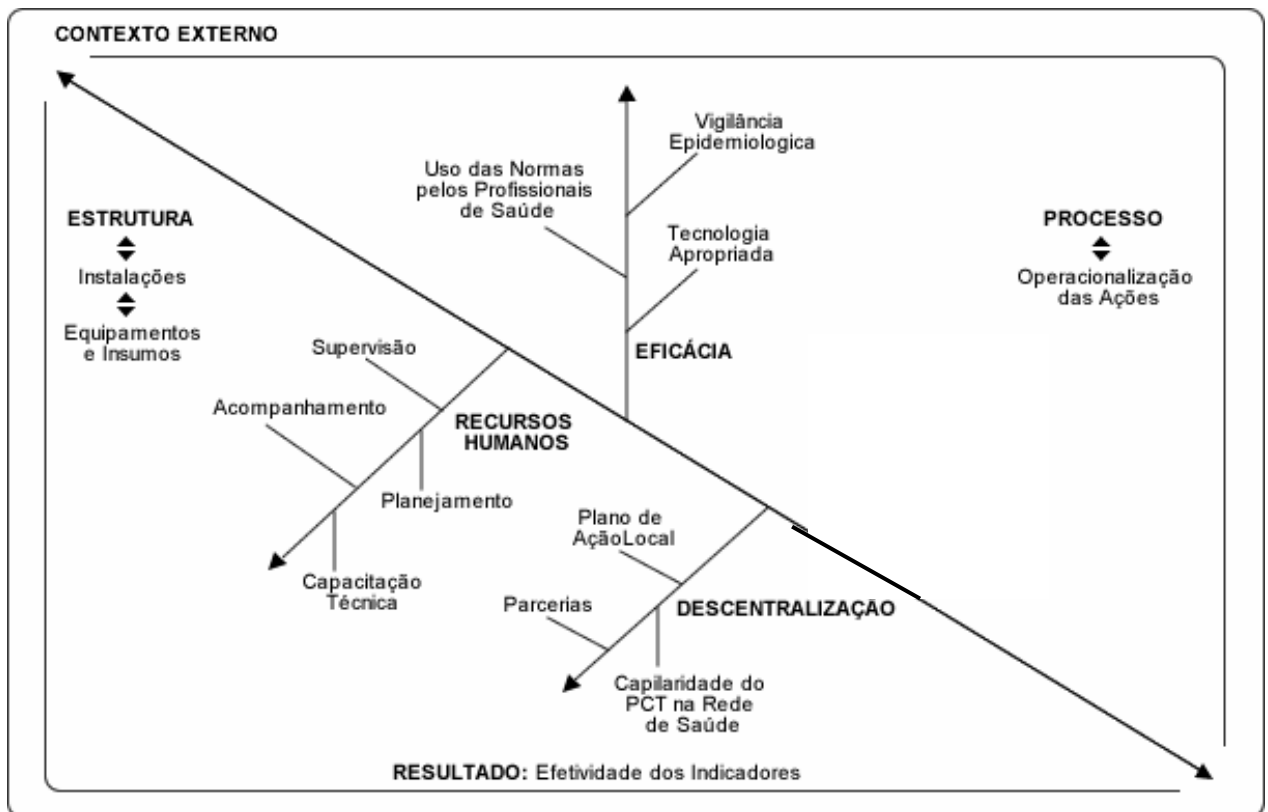 CONTEXTO EXTERNO
Vigilância
Epidemiologica
Uso das Normas
pelos Profissionais
de Saúde
ESTRUTURA
Instalações
Equipamentos
e Insumos
Tecnologia
Apropriada
PROCESSO
Operacionalização
das Ações
EFICÁCIA
Supervisão
Acompanhamento
RECURSOS
HUMANOS
Planejamento
Capacitação
Técnica
Plano de
AçãoLocal
Parcerias
DESCENTRALIZAÇÃO
Capilaridade do
PCT na Rede
de Saúde
RESULTADO: Efetividade dos Indicadores